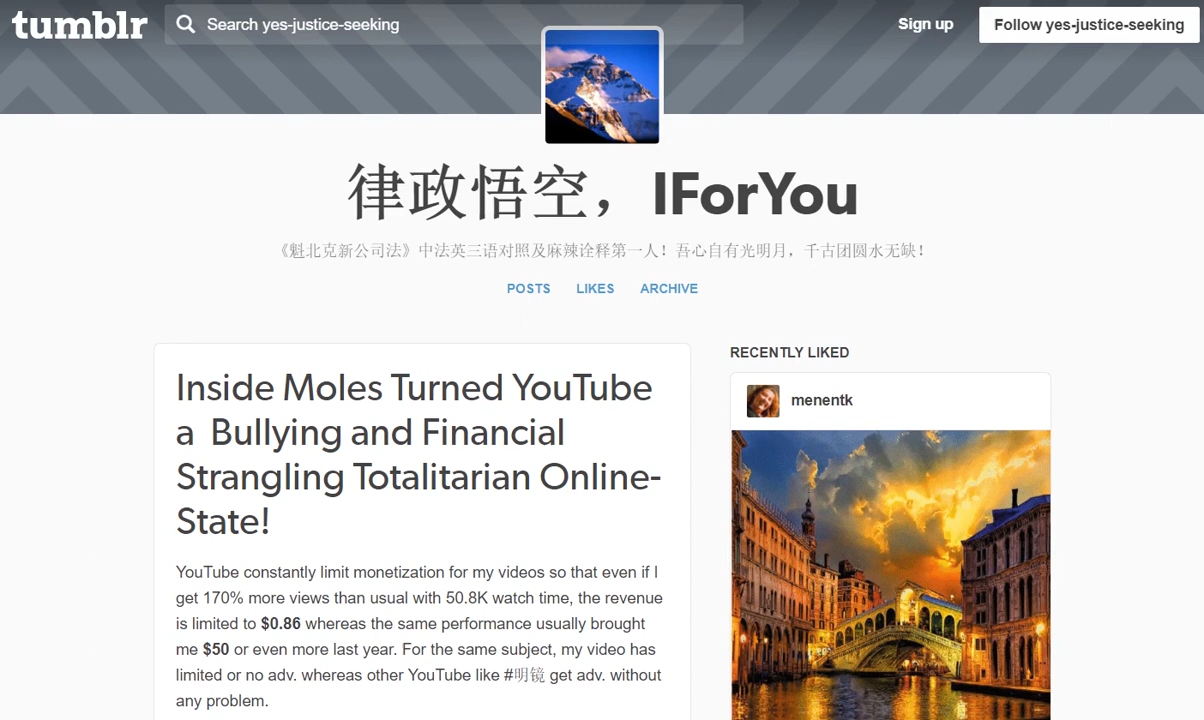 tumblr
Search yes-justice-seeking
Sign up
Follow yes-justice-seeking
律政悟空，IForYou
《魁北克新公司法》中法英三语对照及麻辣诠释第一人！吾心自有光明月，千古团圆水无缺！
POSTS LIKES ARCHIVE
Inside Moles Turned YouTube
a Bullying and Financial
Strangling Totalitarian Online-
State!
YouTube constantly limit monetization for my videos so that even if I
get 170% more views than usual with 50.8K watch time, the revenue
is limited to $0.86 whereas the same performance usually brought
me $50 or even more last year. For the same subject, my video has
limited or no adv. whereas other YouTube like #明镜 get adv. without
any problem.
RECENTLY LIKED
menentk